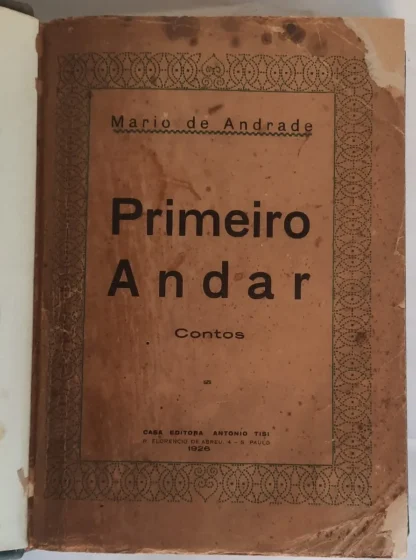 Mario de Andrade
Primeiro
Andar
Contos
CASA EDITORA ANTONIO TISI
R. FLORENCIO DE ABREU, 4 - S. PAULO
1926